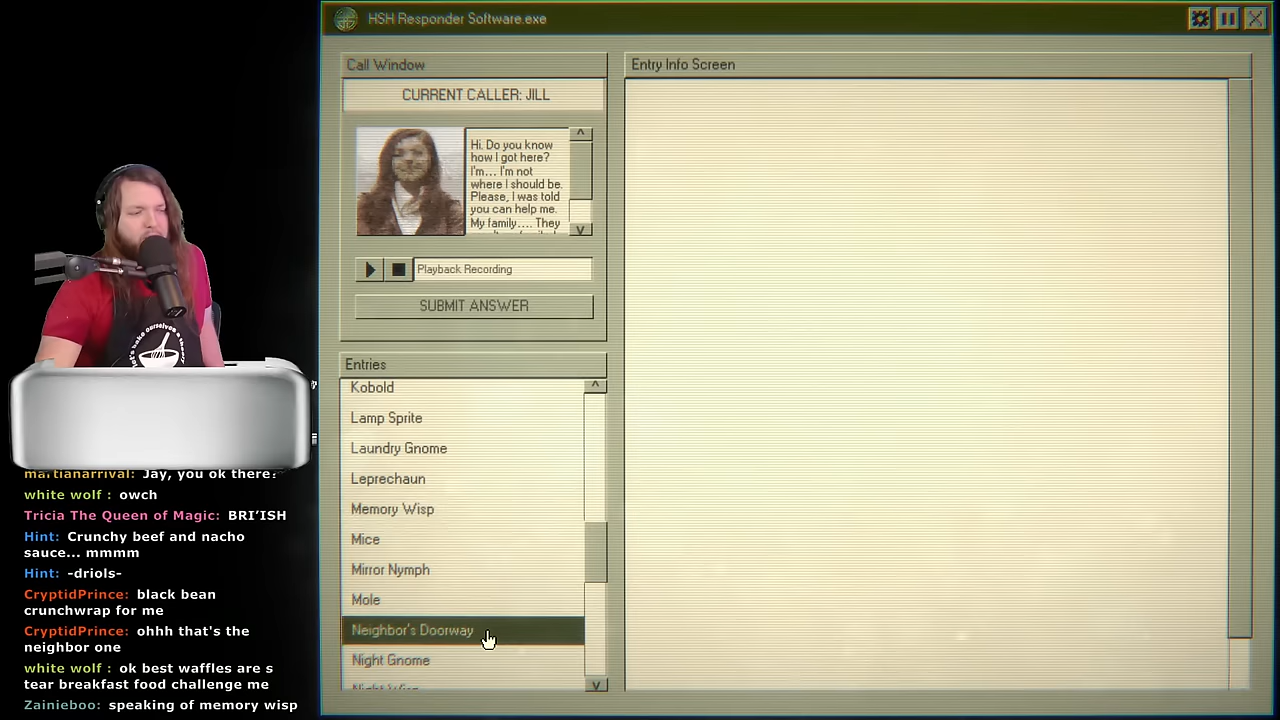 HSH Responder Software.exe
Call Window
CURRENT CALLER: JILL
Hi. Do you know
how I got here?
I'm... I'm not
where I should be.
Please, I was told
you can help me.
My family.... They
Playback Recording
SUBMIT ANSWER
Entries
Kobold
Lamp Sprite
Laundry Gnome
Leprechaun
Memory Wisp
Mice
Mirror Nymph
Mole
Neighbor's Doorway
Night Gnome
Night Wisp
Entry Info Screen
let's bake ourselves a
martianarrival: Jay, you ok there?
white wolf : owch
Tricia The Queen of Magic: BRI'ISH
Hint: Crunchy beef and nacho
sauce... mmmm
Hint: -driols-
CryptidPrince: black bean
crunchwrap for me
CryptidPrince: ohhh that's the
neighbor one
white wolf : ok best waffles are s
tear breakfast food challenge me
Zainieboo: speaking of memory wisp